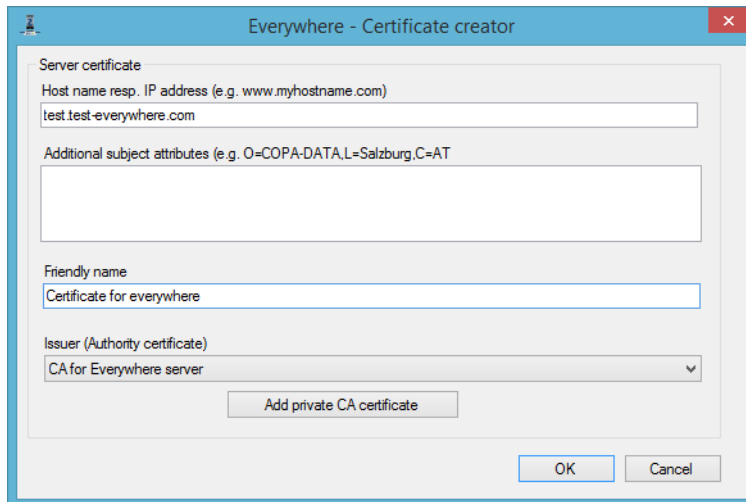 Everywhere - Certificate creator
Server certificate
Host name resp. IP address (e.g. www.myhostname.com)
test.test-everywhere.com
Additional subject attributes (e.g. O=COPA-DATA,L=Salzburg,C=AT
Friendly name
Certificate for everywhere
Issuer (Authority certificate)
CA for Everywhere server
Add private CA certificate
OK Cancel